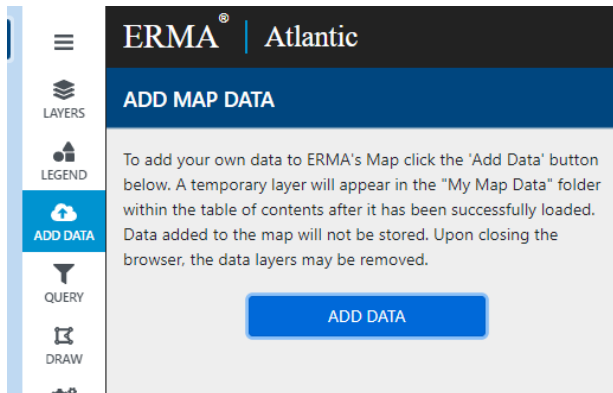 ERMA® | Atlantic
LAYERS
ADD MAP DATA
LEGEND
To add your own data to ERMA's Map click the 'Add Data' button
below. A temporary layer will appear in the "My Map Data" folder
within the table of contents after it has been successfully loaded.
Data added to the map will not be stored. Upon closing the
browser, the data layers may be removed.
ADD DATA
QUERY
ADD DATA
DRAW